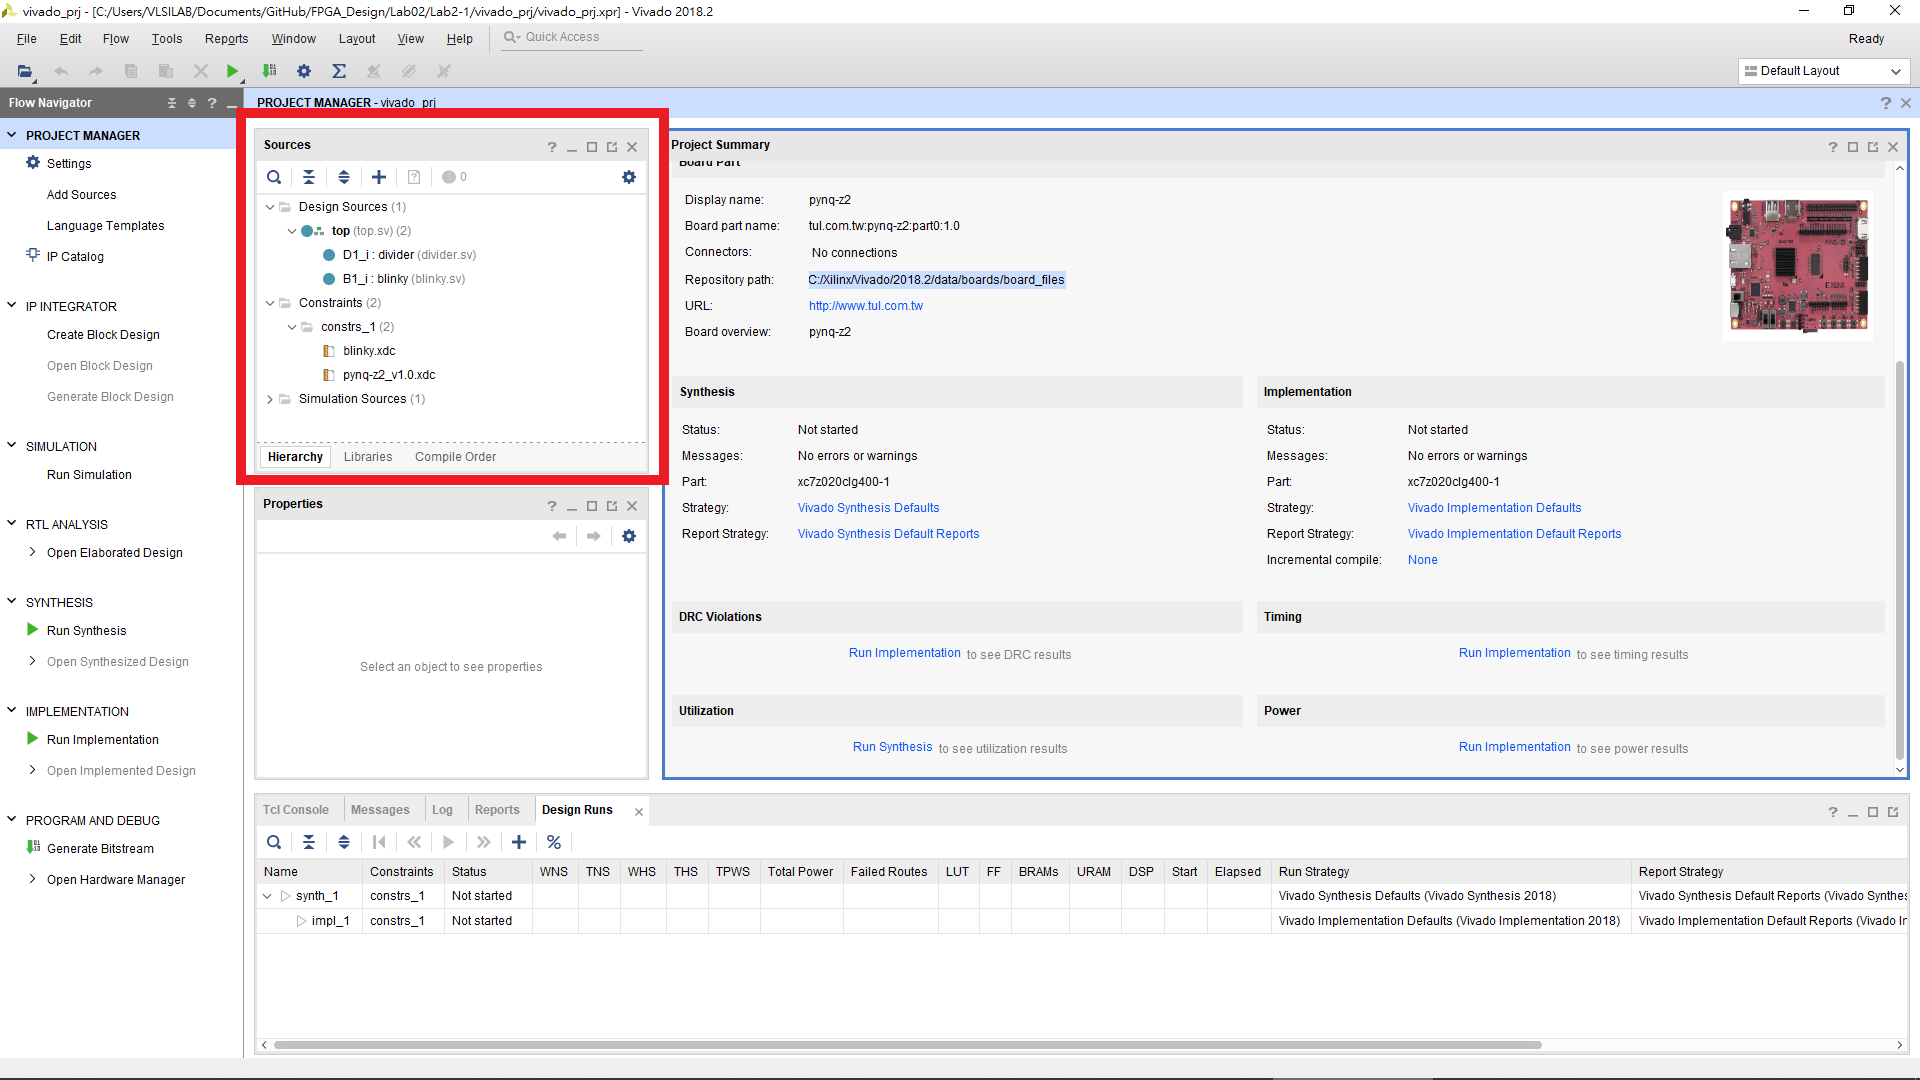 vivado_prj - [C:/Users/VLSILAB/Documents/GitHub/FPGA_Design/Lab02/Lab2-1/vivado_prj/vivado_prj.xpr] - Vivado 2018.2
File Edit Flow Tools Reports Window Layout View Help Quick Access Ready
Default Layout
Flow Navigator
PROJECT MANAGER
Settings
Add Sources
Language Templates
IP Catalog
IP INTEGRATOR
Create Block Design
Open Block Design
Generate Block Design
SIMULATION
Run Simulation
RTL ANALYSIS
Open Elaborated Design
SYNTHESIS
Run Synthesis
Open Synthesized Design
IMPLEMENTATION
Run Implementation
Open Implemented Design
PROGRAM AND DEBUG
Generate Bitstream
Open Hardware Manager
PROJECT MANAGER - vivado_prj
Sources
0
Design Sources (1)
top (top.sv) (2)
D1_i : divider (divider.sv)
B1_i : blinky (blinky.sv)
Constraints (2)
constrs_1 (2)
blinky.xdc
pynq-z2_v1.0.xdc
Simulation Sources (1)
Hierarchy Libraries Compile Order
Properties
Select an object to see properties
Project Summary
Board Part
Display name: pynq-z2
Board part name: tul.com.tw:pynq-z2:part0:1.0
Connectors: No connections
Repository path: C:/Xilinx/Vivado/2018.2/data/boards/board_files
URL: http://www.tul.com.tw
Board overview: pynq-z2
Synthesis
Status: Not started
Messages: No errors or warnings
Part: xc7z020clg400-1
Strategy: Vivado Synthesis Defaults
Report Strategy: Vivado Synthesis Default Reports
Implementation
Status: Not started
Messages: No errors or warnings
Part: xc7z020clg400-1
Strategy: Vivado Implementation Defaults
Report Strategy: Vivado Implementation Default Reports
Incremental compile: None
DRC Violations
Run Implementation to see DRC results
Timing
Run Implementation to see timing results
Utilization
Run Synthesis to see utilization results
Power
Run Implementation to see power results
Tcl Console Messages Log Reports Design Runs
Name Constraints Status WNS TNS WHS THS TPWS Total Power Failed Routes LUT FF BRAMs URAM DSP Start Elapsed Run Strategy Report Strategy
synth_1 constrs_1 Not started Vivado Synthesis Defaults (Vivado Synthesis 2018) Vivado Synthesis Default Reports (Vivado Synthes
impl_1 constrs_1 Not started Vivado Implementation Defaults (Vivado Implementation 2018) Vivado Implementation Default Reports (Vivado Ir